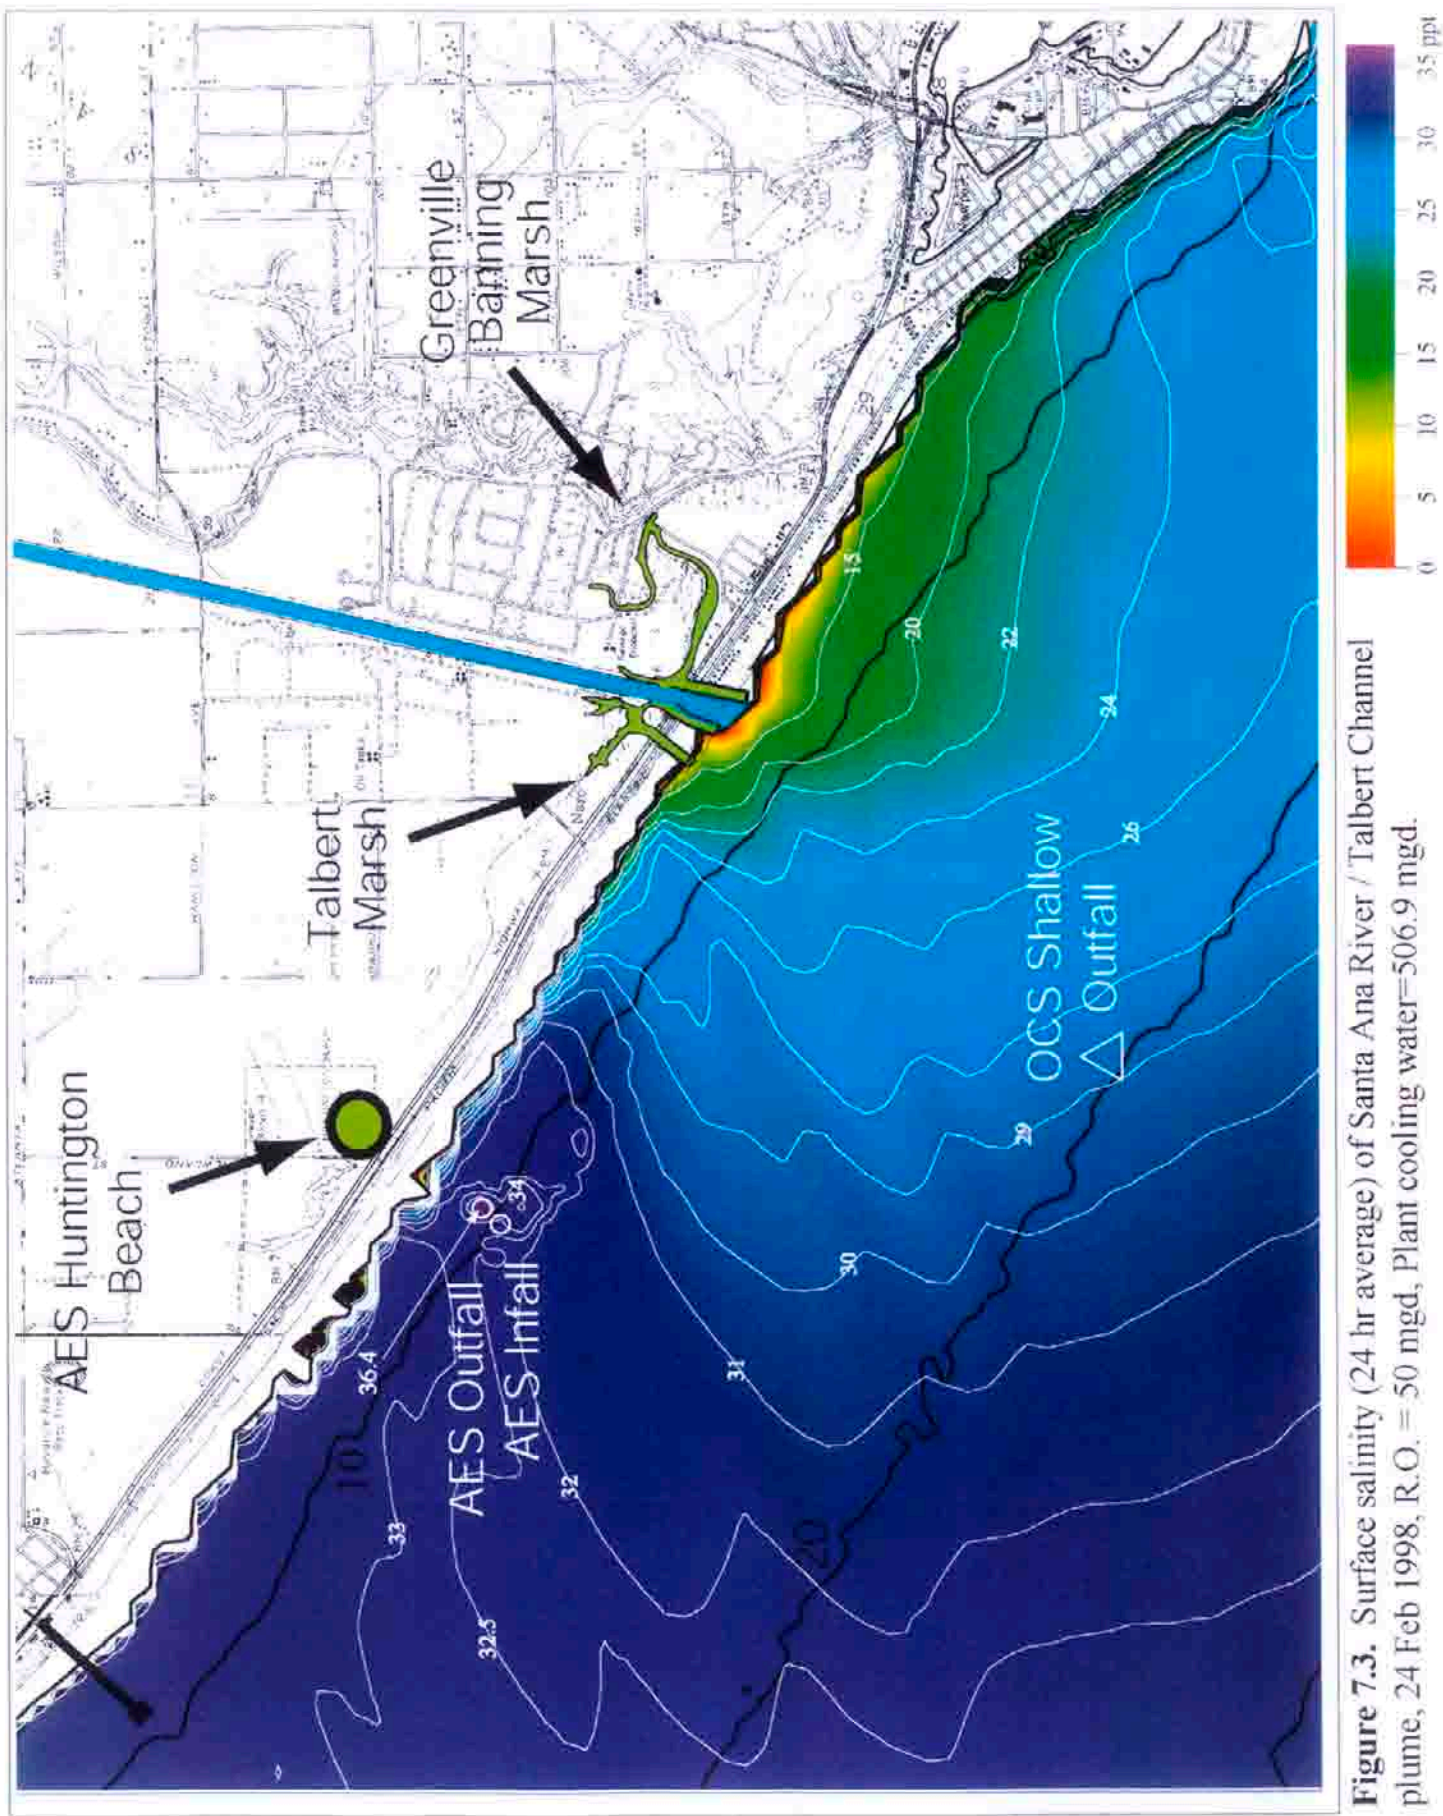 AES Huntington
Beach
Talbert
Marsh
Greenville
Banning
Marsh
AES Outfall
AES Infall
OCS Shallow
Outfall
36.4
34
33
32.5
32
31
30
29
26
24
22
20
15
10
20
29
0 5 10 15 20 25 30 35 ppt
Figure 7.3. Surface salinity (24 hr average) of Santa Ana River / Talbert Channel
plume, 24 Feb 1998, R.O. = 50 mgd, Plant cooling water=506.9 mgd.